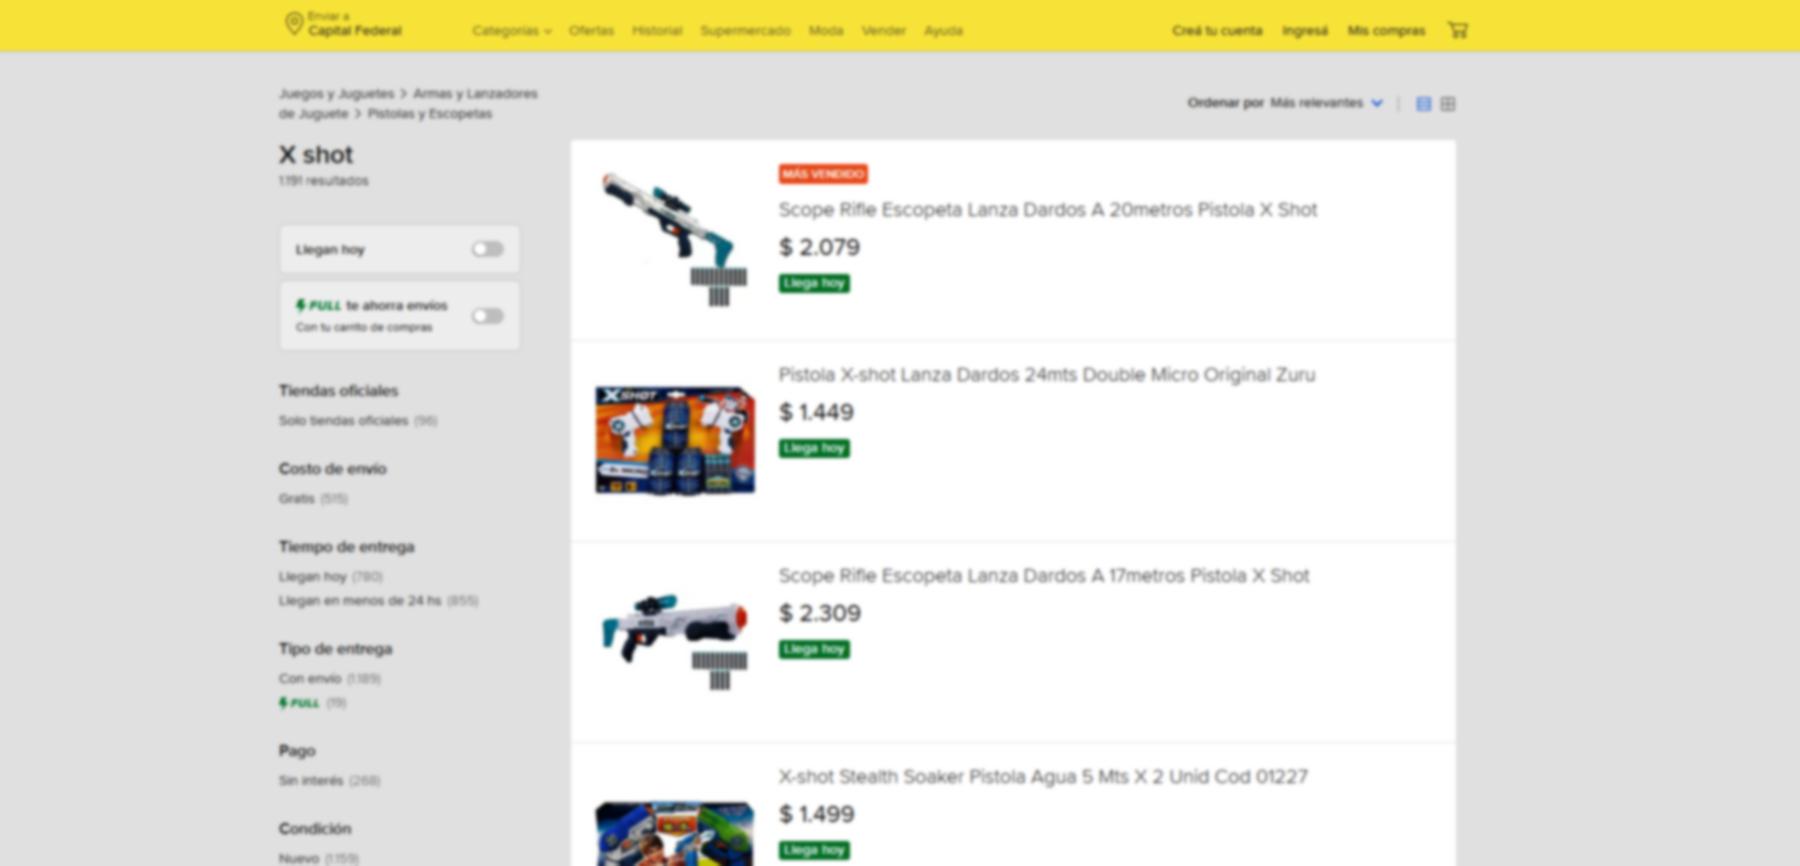 Enviar a
Capital Federal
Categorías Ofertas Historial Supermercado Moda Vender Ayuda
Creá tu cuenta Ingresá Mis compras
Juegos y Juguetes > Armas y Lanzadores
de Juguete > Pistolas y Escopetas
Ordenar por Más relevantes
X shot
1.191 resultados
Llegan hoy
FULL te ahorra envíos
Con tu carrito de compras
Tiendas oficiales
Solo tiendas oficiales (96)
Costo de envío
Gratis (515)
Tiempo de entrega
Llegan hoy (780)
Llegan en menos de 24 hs (855)
Tipo de entrega
Con envío (1.189)
FULL (19)
Pago
Sin interés (268)
Condición
Nuevo (1.159)
MÁS VENDIDO
Scope Rifle Escopeta Lanza Dardos A 20metros Pistola X Shot
$ 2.079
Llega hoy
X SHOT
Pistola X-shot Lanza Dardos 24mts Double Micro Original Zuru
$ 1.449
Llega hoy
Scope Rifle Escopeta Lanza Dardos A 17metros Pistola X Shot
$ 2.309
Llega hoy
X-shot Stealth Soaker Pistola Agua 5 Mts X 2 Unid Cod 01227
$ 1.499
Llega hoy